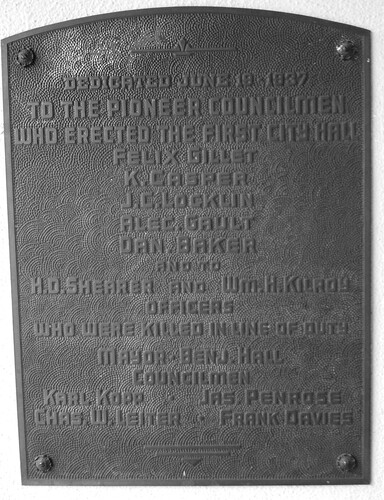 DEDICATED JUNE 19·1937
TO THE PIONEER COUNCILMEN
WHO ERECTED THE FIRST CITY HALL
FELIX GILLET
K. CASPER
J.C. LOCKLIN
ALEC. GAULT
DAN. BAKER
AND TO
H.D. SHEARER AND WM. H. KILROY
OFFICERS
WHO WERE KILLED IN LINE OF DUTY
MAYOR·BENJ. HALL
COUNCILMEN
KARL KOPP · JAS. PENROSE
CHAS. W. LEITER · FRANK DAVIES